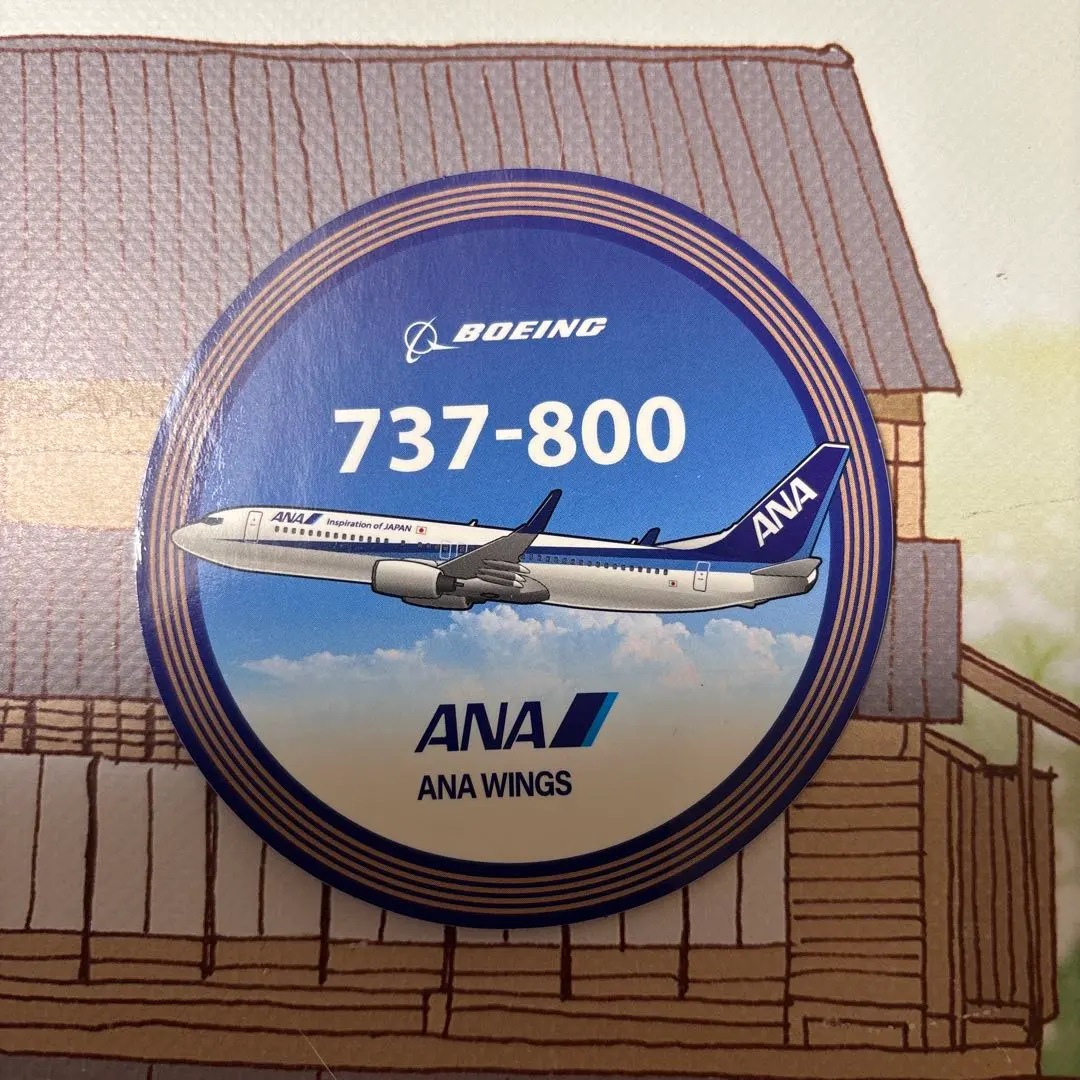 BOEING
737-800
ANA Inspiration of JAPAN
ANA
ANA
ANA WINGS